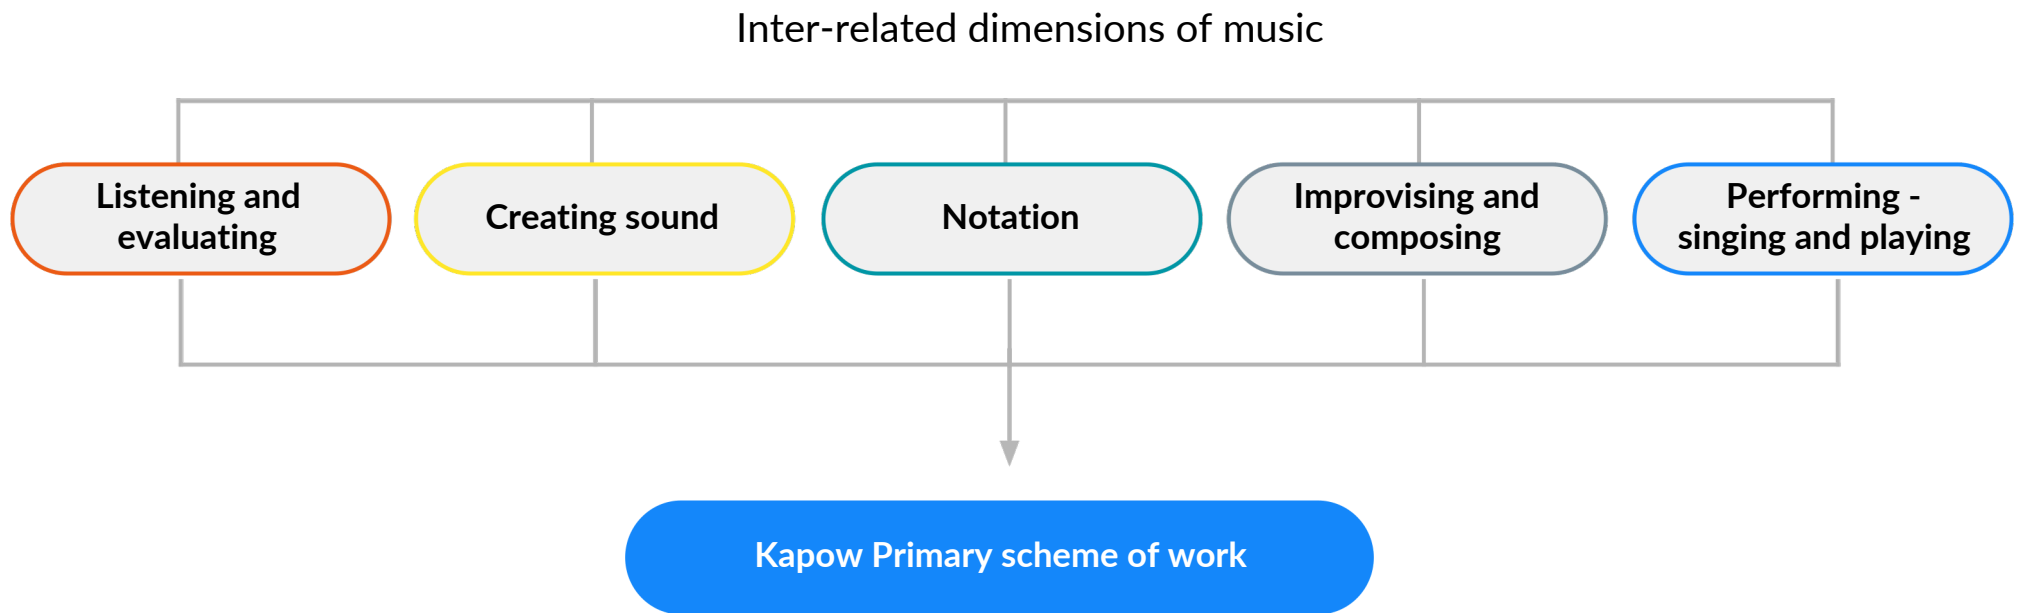 Inter-related dimensions of music
Listening and
evaluating
Creating sound
Notation
Improvising and
composing
Performing -
singing and playing
Kapow Primary scheme of work